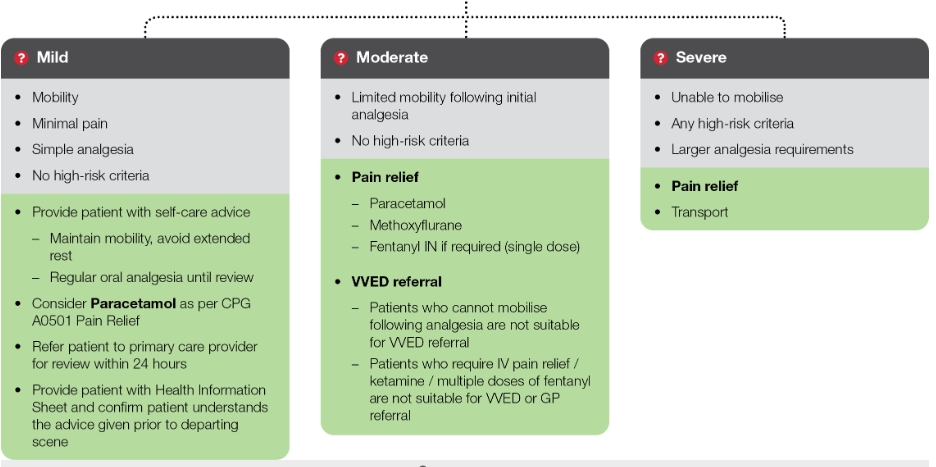 ? Mild
• Mobility
• Minimal pain
• Simple analgesia
• No high-risk criteria
• Provide patient with self-care advice
– Maintain mobility, avoid extended
rest
– Regular oral analgesia until review
• Consider Paracetamol as per CPG
A0501 Pain Relief
• Refer patient to primary care provider
for review within 24 hours
• Provide patient with Health Information
Sheet and confirm patient understands
the advice given prior to departing
scene
? Moderate
• Limited mobility following initial
analgesia
• No high-risk criteria
• Pain relief
– Paracetamol
– Methoxyflurane
– Fentanyl IN if required (single dose)
• VVED referral
– Patients who cannot mobilise
following analgesia are not suitable
for VVED referral
– Patients who require IV pain relief /
ketamine / multiple doses of fentanyl
are not suitable for VVED or GP
referral
? Severe
• Unable to mobilise
• Any high-risk criteria
• Larger analgesia requirements
• Pain relief
• Transport